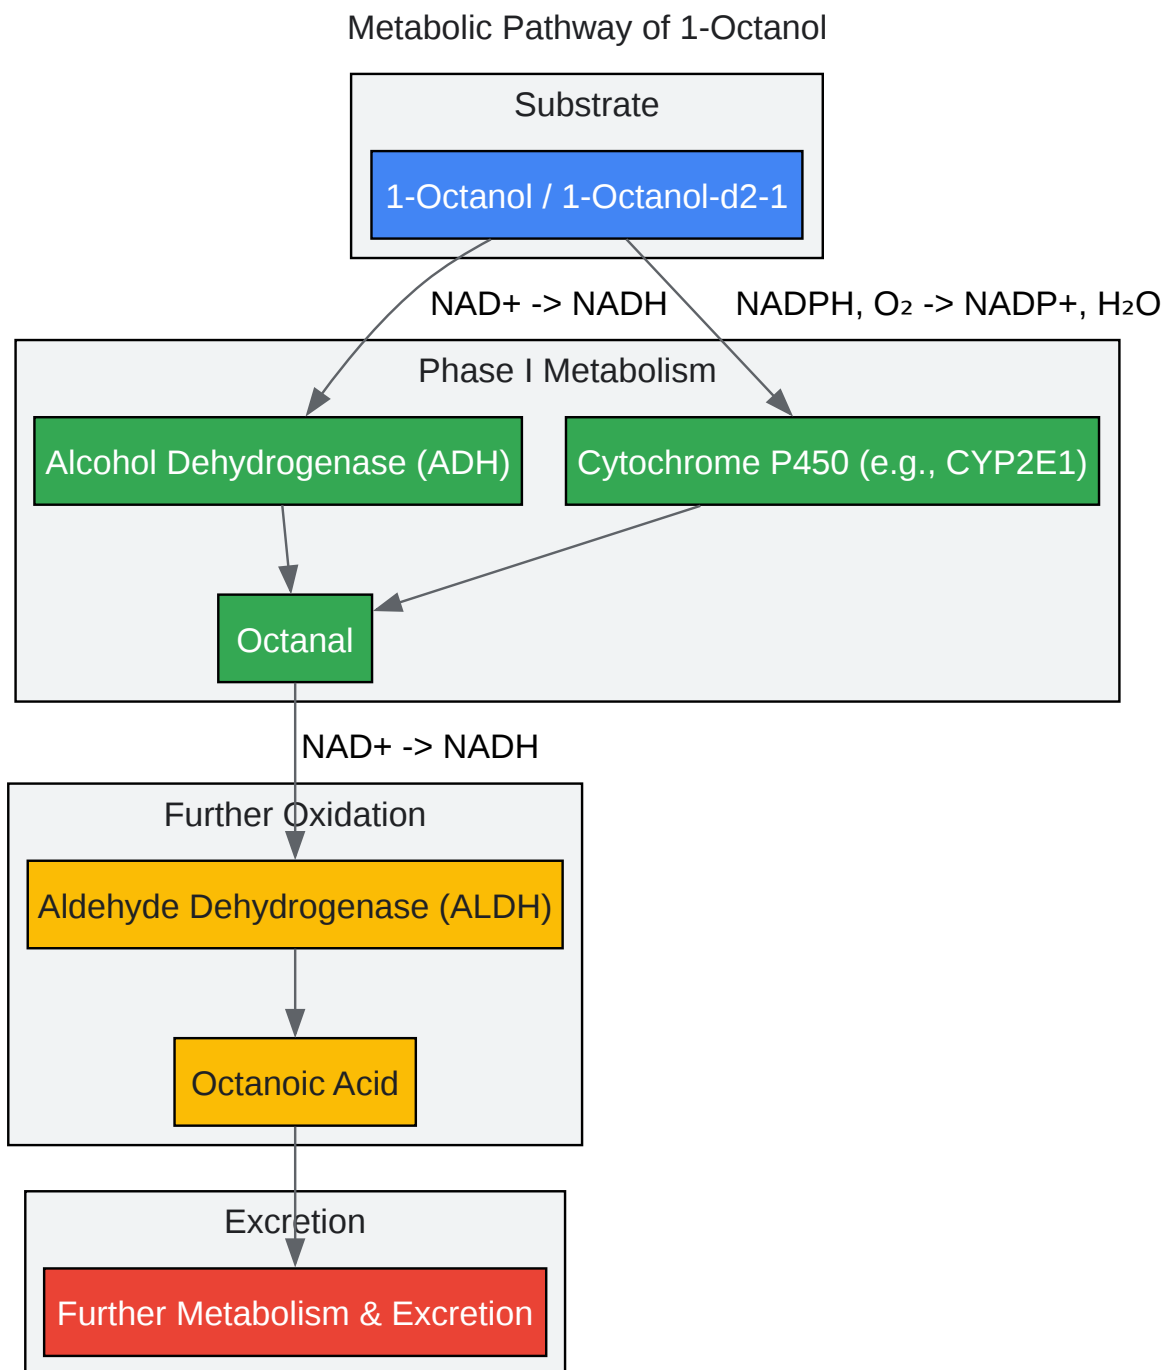 Metabolic Pathway of 1-Octanol
Substrate
1-Octanol / 1-Octanol-d2-1
NAD+ -> NADH
NADPH, O₂ -> NADP+, H₂O
Phase I Metabolism
Alcohol Dehydrogenase (ADH)
Cytochrome P450 (e.g., CYP2E1)
Octanal
NAD+ -> NADH
Further Oxidation
Aldehyde Dehydrogenase (ALDH)
Octanoic Acid
Excretion
Further Metabolism & Excretion